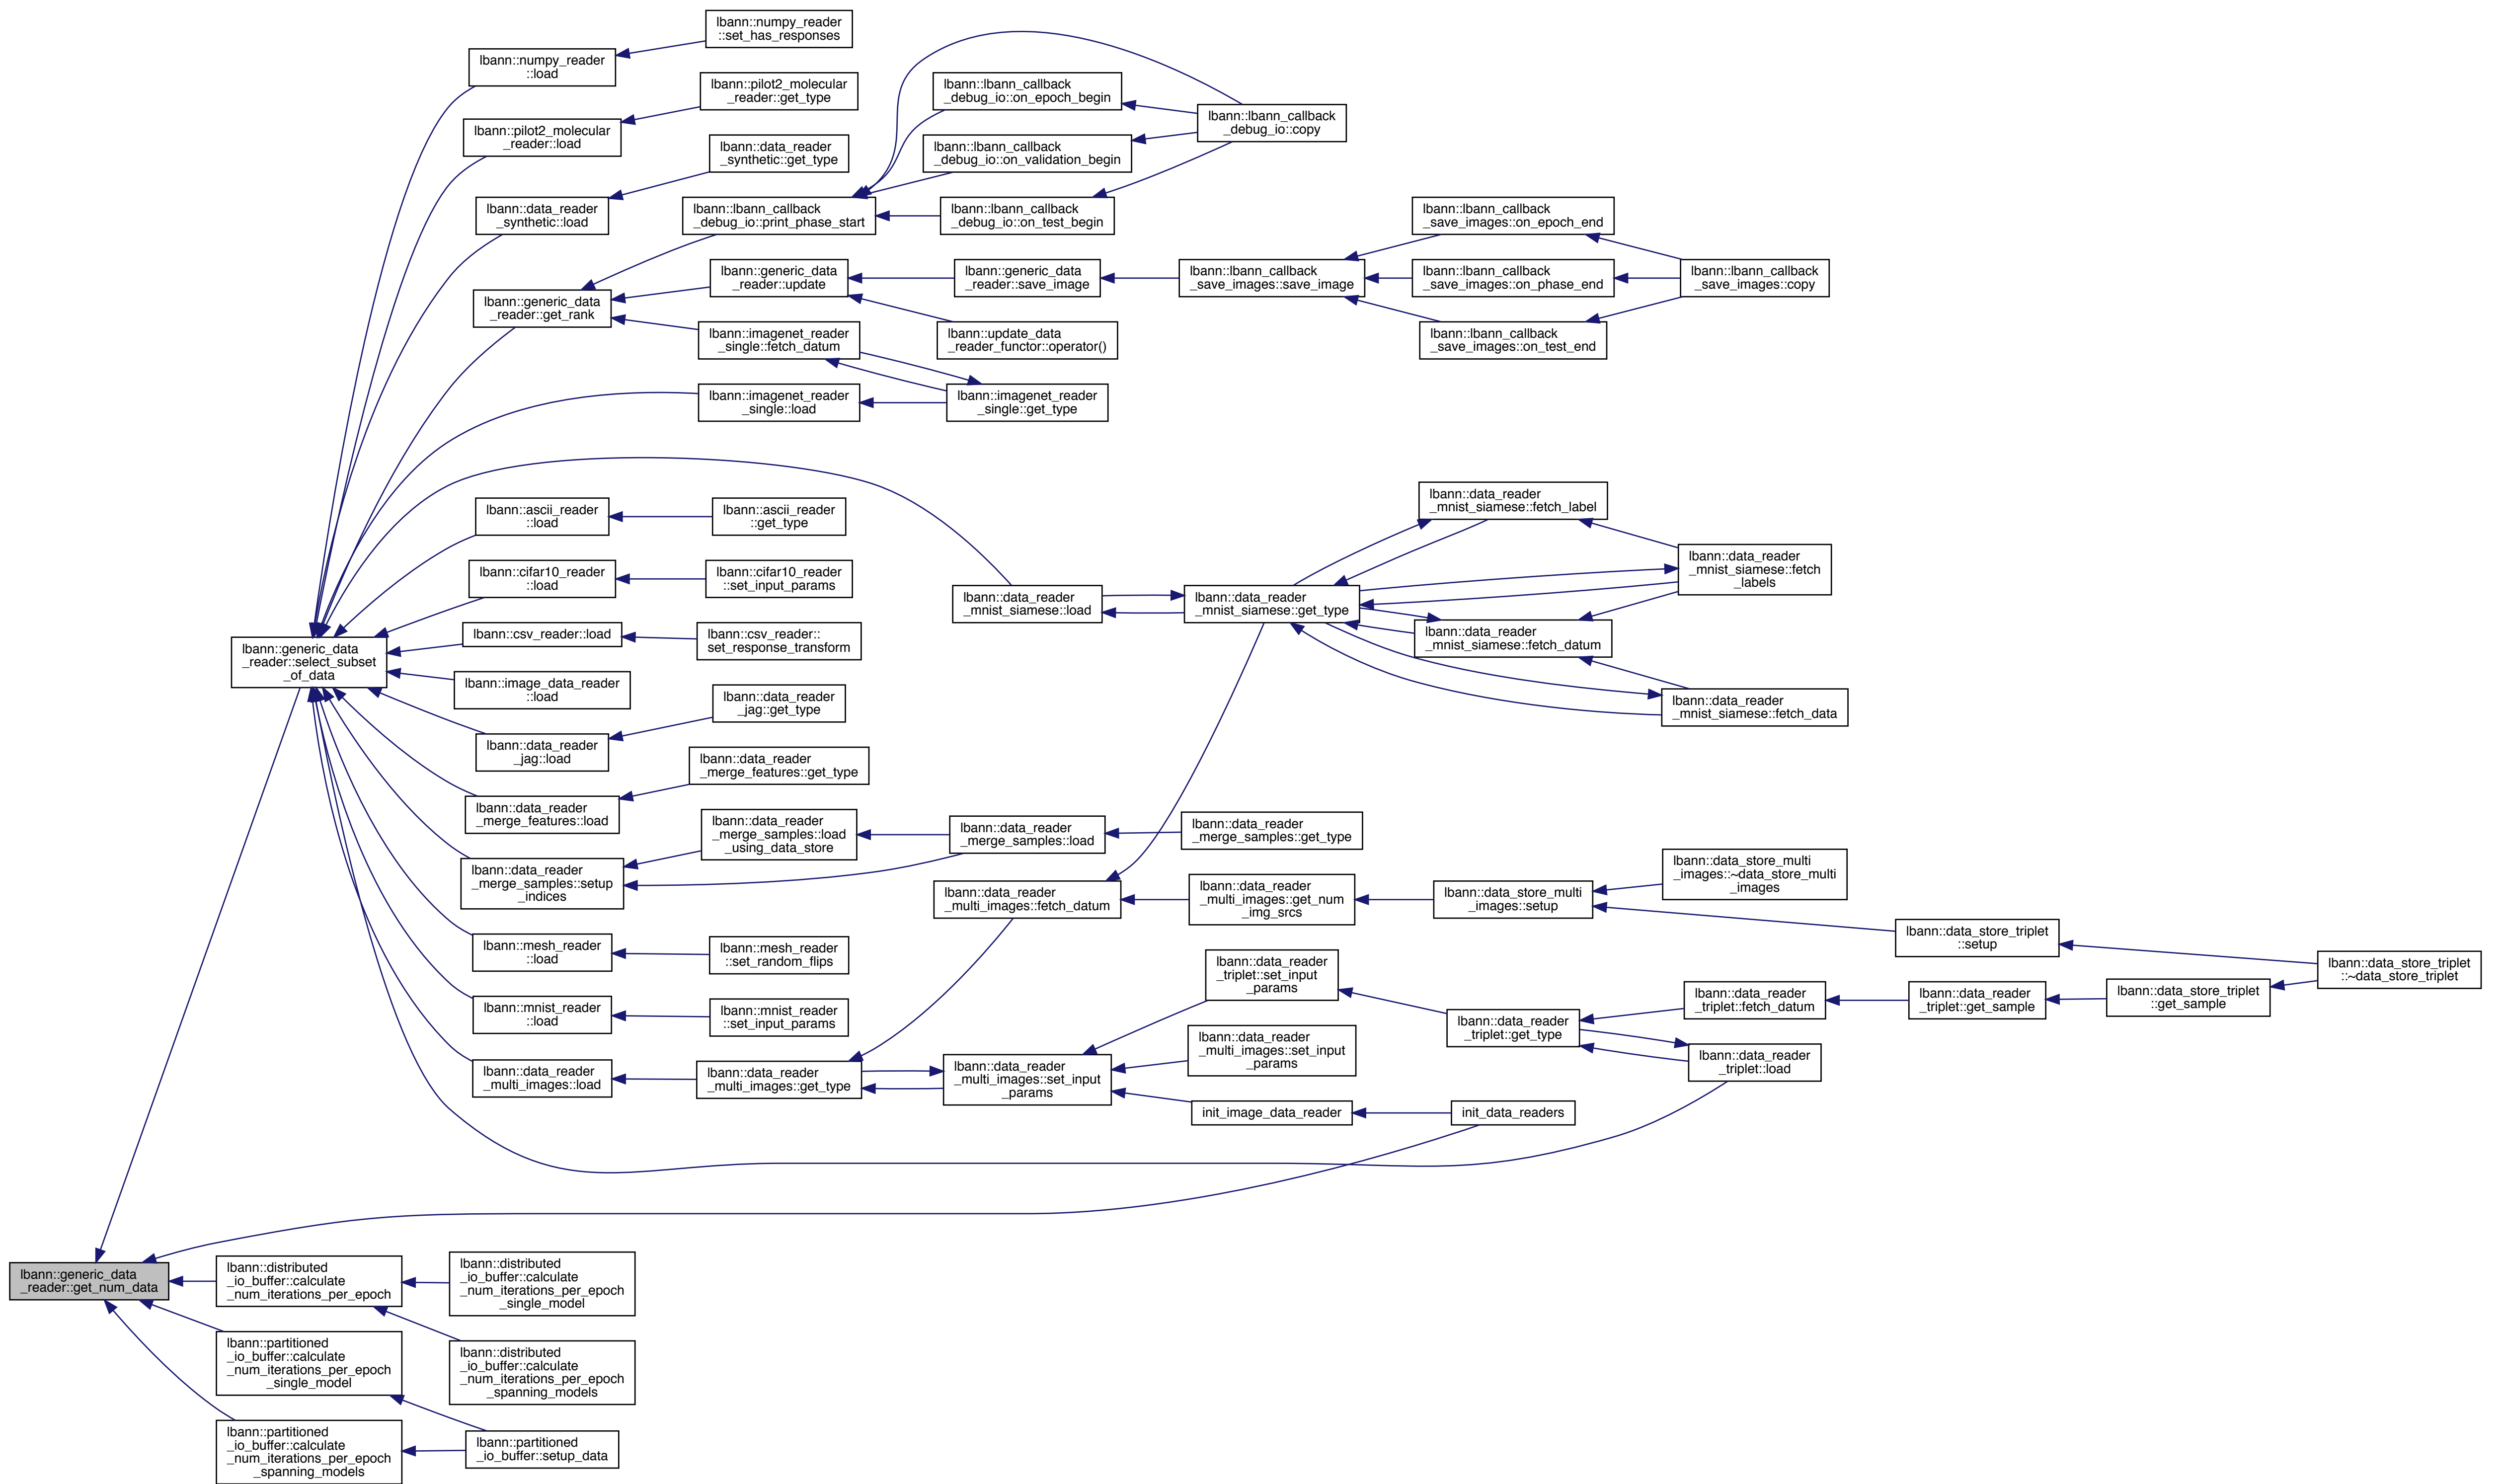 lbann::numpy_reader
::set_has_responses
lbann::numpy_reader
::load
lbann::pilot2_molecular
_reader::get_type
lbann::pilot2_molecular
_reader::load
lbann::data_reader
_synthetic::get_type
lbann::data_reader
_synthetic::load
lbann::lbann_callback
_debug_io::on_epoch_begin
lbann::lbann_callback
_debug_io::copy
lbann::lbann_callback
_debug_io::on_validation_begin
lbann::lbann_callback
_debug_io::print_phase_start
lbann::lbann_callback
_debug_io::on_test_begin
lbann::lbann_callback
_save_images::on_epoch_end
lbann::generic_data
_reader::get_rank
lbann::generic_data
_reader::update
lbann::generic_data
_reader::save_image
lbann::lbann_callback
_save_images::save_image
lbann::lbann_callback
_save_images::on_phase_end
lbann::lbann_callback
_save_images::copy
lbann::imagenet_reader
_single::fetch_datum
lbann::update_data
_reader_functor::operator()
lbann::lbann_callback
_save_images::on_test_end
lbann::imagenet_reader
_single::load
lbann::imagenet_reader
_single::get_type
lbann::ascii_reader
::load
lbann::ascii_reader
::get_type
lbann::data_reader
_mnist_siamese::fetch_label
lbann::cifar10_reader
::load
lbann::cifar10_reader
::set_input_params
lbann::data_reader
_mnist_siamese::load
lbann::data_reader
_mnist_siamese::get_type
lbann::data_reader
_mnist_siamese::fetch
_labels
lbann::generic_data
_reader::select_subset
_of_data
lbann::csv_reader::load
lbann::csv_reader::
set_response_transform
lbann::data_reader
_mnist_siamese::fetch_datum
lbann::image_data_reader
::load
lbann::data_reader
_mnist_siamese::fetch_data
lbann::data_reader
_jag::load
lbann::data_reader
_jag::get_type
lbann::data_reader
_merge_features::load
lbann::data_reader
_merge_features::get_type
lbann::data_reader
_merge_samples::setup
_indices
lbann::data_reader
_merge_samples::load
_using_data_store
lbann::data_reader
_merge_samples::load
lbann::data_reader
_merge_samples::get_type
lbann::data_reader
_multi_images::fetch_datum
lbann::data_reader
_multi_images::get_num
_img_srcs
lbann::data_store_multi
_images::setup
lbann::data_store_multi
_images::~data_store_multi
_images
lbann::data_store_triplet
::setup
lbann::data_store_triplet
::~data_store_triplet
lbann::mesh_reader
::load
lbann::mesh_reader
::set_random_flips
lbann::data_reader
_triplet::set_input
_params
lbann::mnist_reader
::load
lbann::mnist_reader
::set_input_params
lbann::data_reader
_triplet::get_type
lbann::data_reader
_triplet::fetch_datum
lbann::data_reader
_triplet::get_sample
lbann::data_store_triplet
::get_sample
lbann::data_reader
_multi_images::load
lbann::data_reader
_multi_images::get_type
lbann::data_reader
_multi_images::set_input
_params
lbann::data_reader
_multi_images::set_input
_params
lbann::data_reader
_triplet::load
init_image_data_reader
init_data_readers
lbann::generic_data
_reader::get_num_data
lbann::distributed
_io_buffer::calculate
_num_iterations_per_epoch
lbann::distributed
_io_buffer::calculate
_num_iterations_per_epoch
_single_model
lbann::partitioned
_io_buffer::calculate
_num_iterations_per_epoch
_single_model
lbann::distributed
_io_buffer::calculate
_num_iterations_per_epoch
_spanning_models
lbann::partitioned
_io_buffer::calculate
_num_iterations_per_epoch
_spanning_models
lbann::partitioned
_io_buffer::setup_data